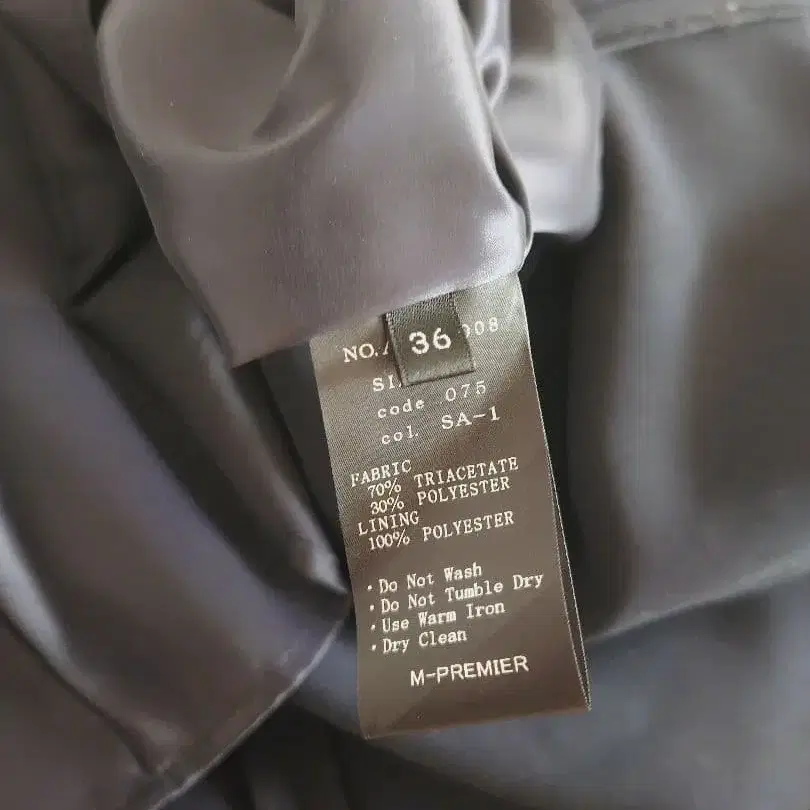 36
NO. 008
SI
code 075
col. SA-1
FABRIC
70% TRIACETATE
30% POLYESTER
LINING
100% POLYESTER
· Do Not Wash
· Do Not Tumble Dry
· Use Warm Iron
· Dry Clean
M-PREMIER